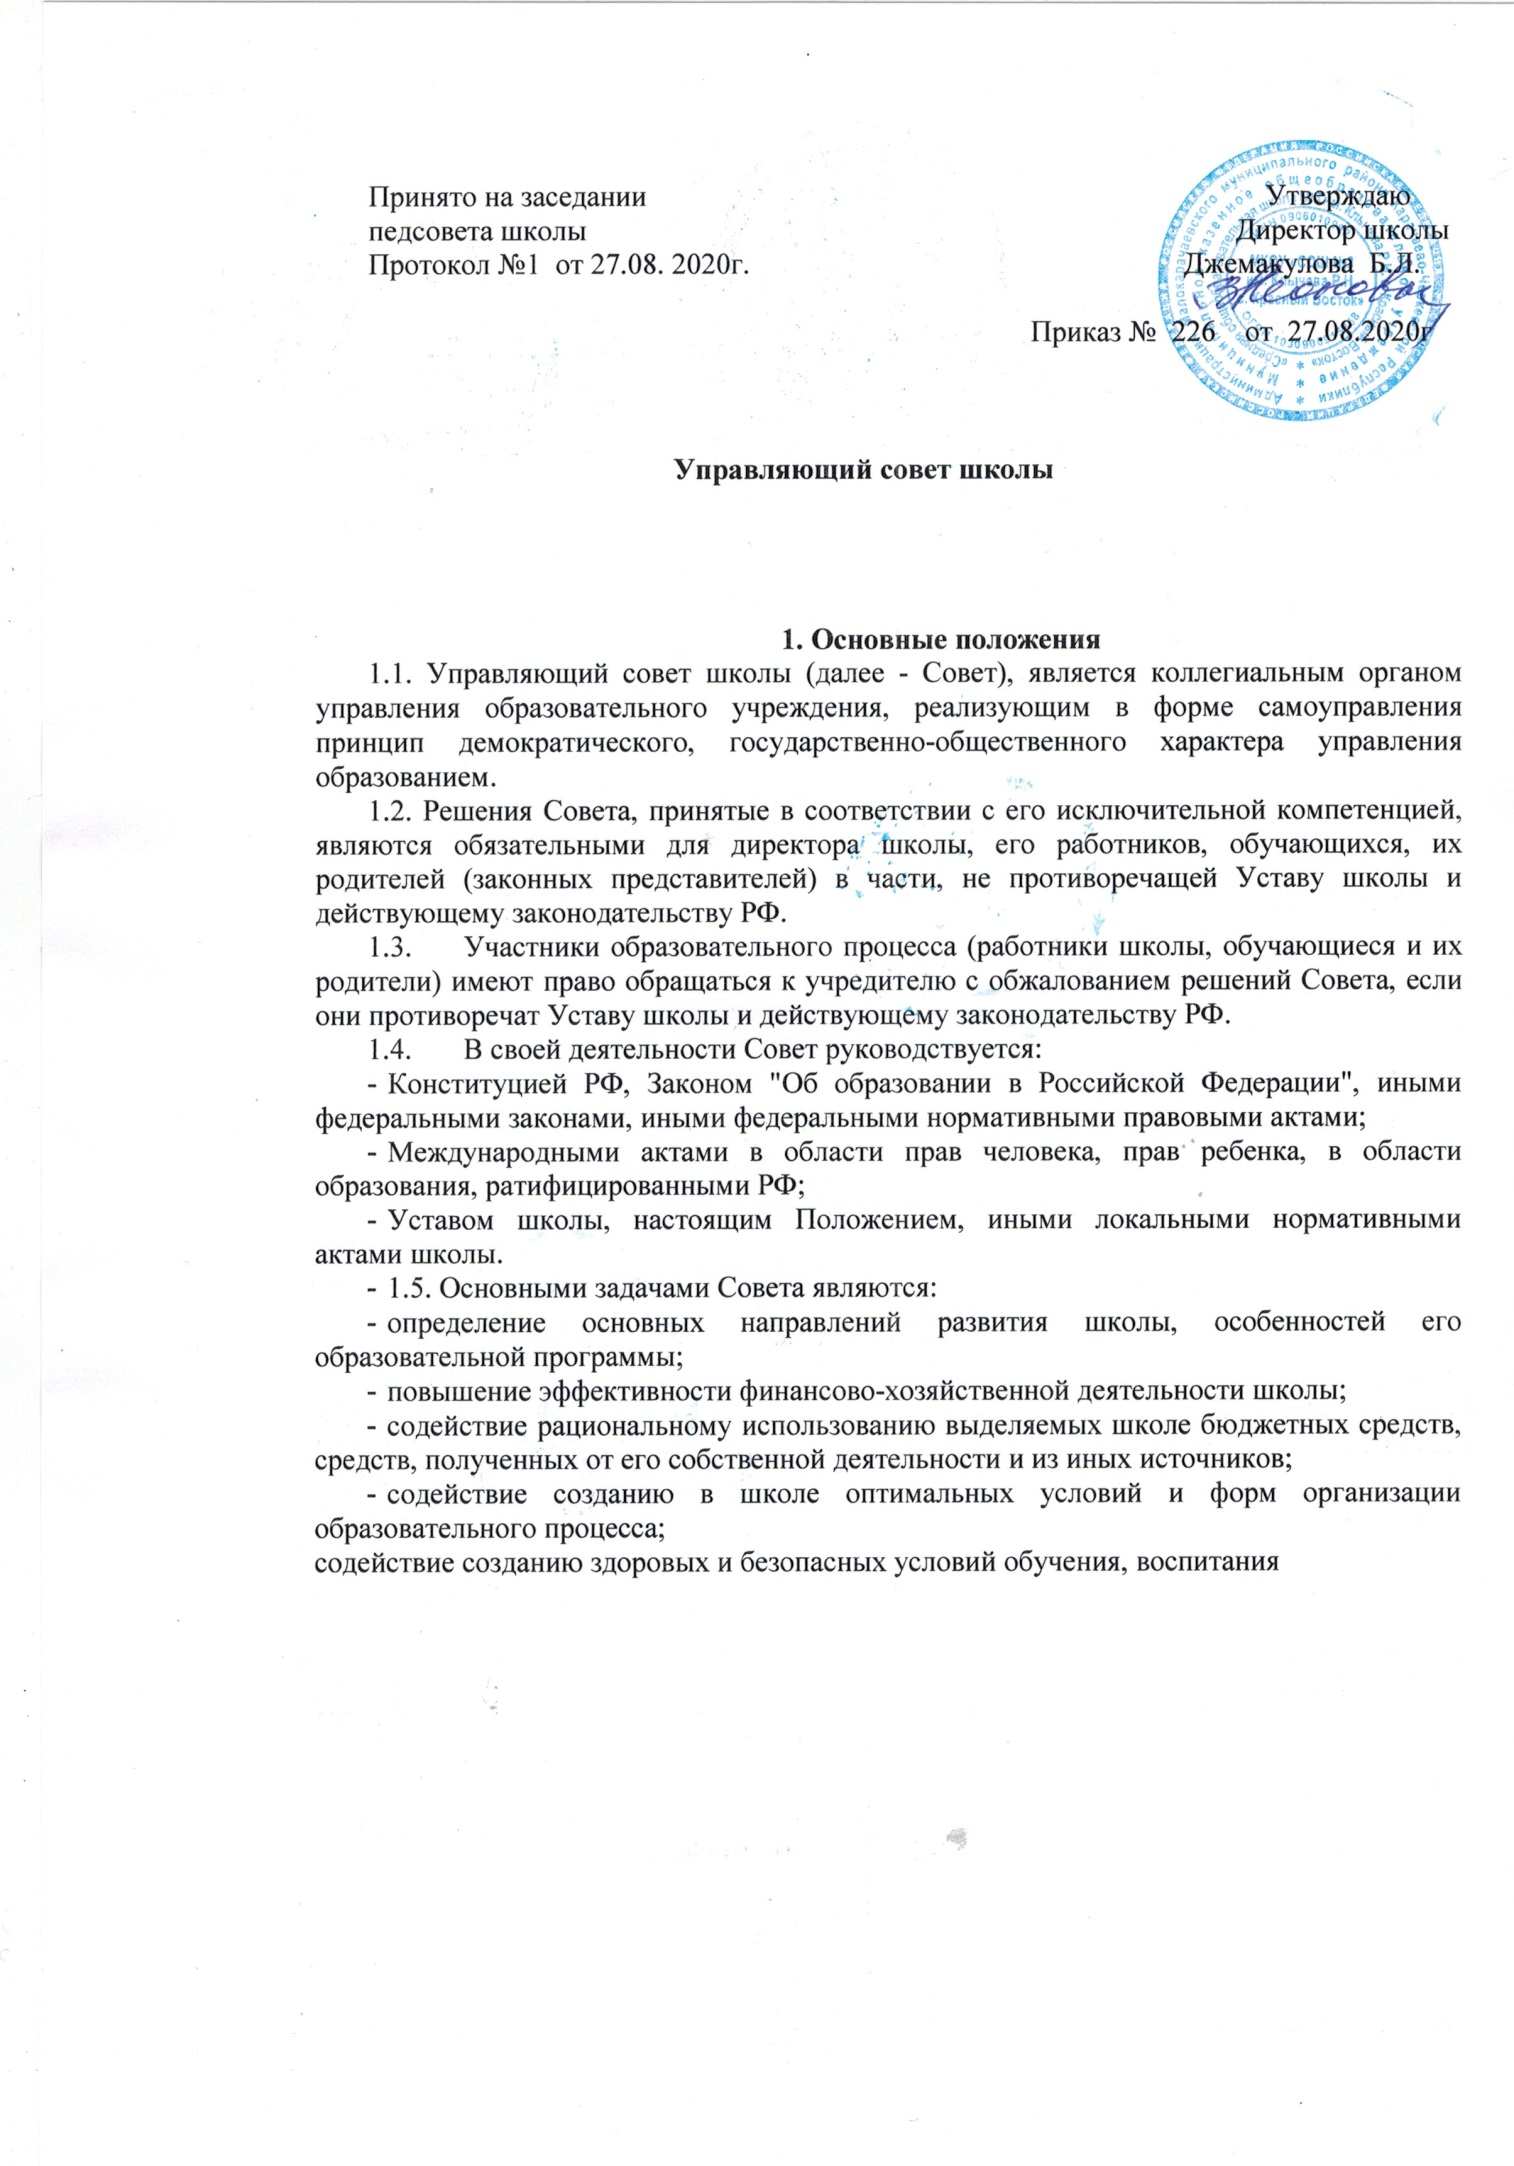 Принято на заседании
Утверждаю
педсовета школы
Директор школы
Протокол №1 от 27.08. 2020г.
Джемакулова Б.Л.
Приказ № 226 от 27.08.2020г
Управляющий совет школы
1. Основные положения
1.1. Управляющий совет школы (далее - Совет), является коллегиальным органом
управления образовательного учреждения, реализующим в форме самоуправления
принцип демократического, государственно-общественного характера управления
образованием.
1.2. Решения Совета, принятые в соответствии с его исключительной компетенцией,
являются обязательными для директора школы, его работников, обучающихся, их
родителей (законных представителей) в части, не противоречащей Уставу школы и
действующему законодательству РФ.
1.3. Участники образовательного процесса (работники школы, обучающиеся и их
родители) имеют право обращаться к учредителю с обжалованием решений Совета, если
они противоречат Уставу школы и действующему законодательству РФ.
1.4. В своей деятельности Совет руководствуется:
- Конституцией РФ, Законом "Об образовании в Российской Федерации", иными
федеральными законами, иными федеральными нормативными правовыми актами;
- Международными актами в области прав человека, прав ребенка, в области
образования, ратифицированными РФ;
- Уставом школы, настоящим Положением, иными локальными нормативными
актами школы.
- 1.5. Основными задачами Совета являются:
- определение основных направлений развития школы, особенностей его
образовательной программы;
- повышение эффективности финансово-хозяйственной деятельности школы;
- содействие рациональному использованию выделяемых школе бюджетных средств,
средств, полученных от его собственной деятельности и из иных источников;
- содействие созданию в школе оптимальных условий и форм организации
образовательного процесса;
содействие созданию здоровых и безопасных условий обучения, воспитания